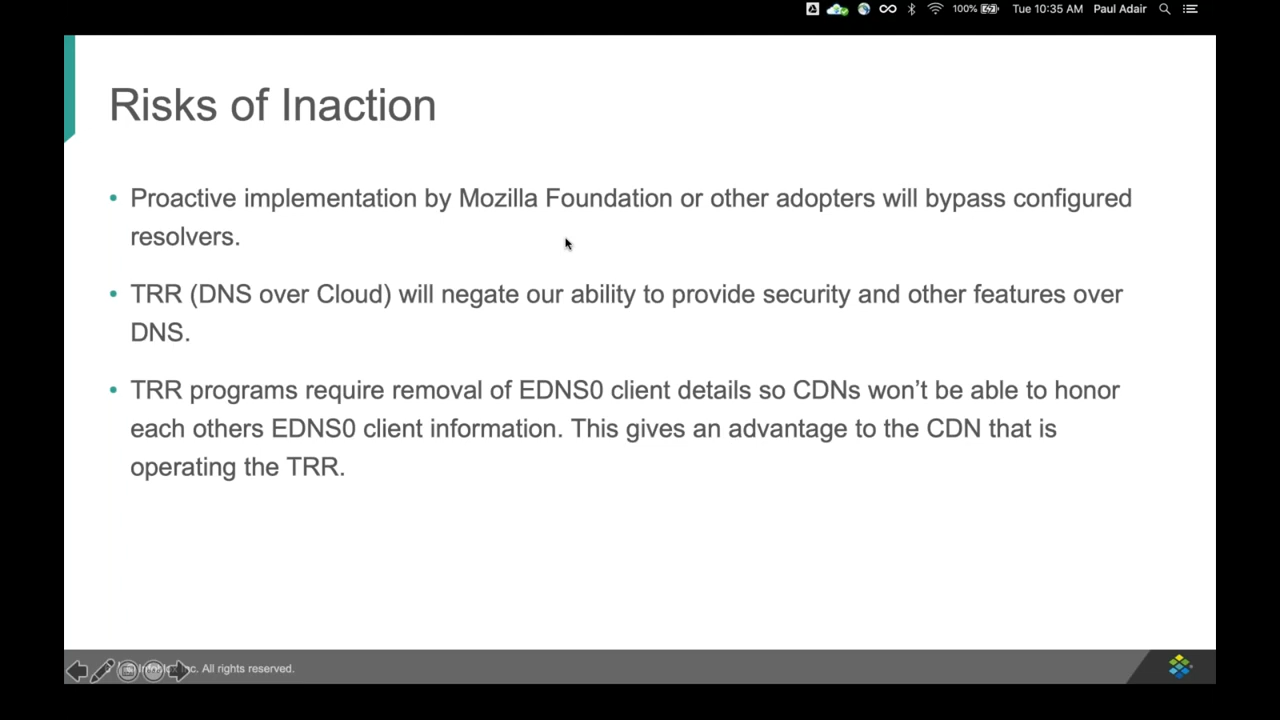 100% Tue 10:35 AM Paul Adair
Risks of Inaction
• Proactive implementation by Mozilla Foundation or other adopters will bypass configured
resolvers.
• TRR (DNS over Cloud) will negate our ability to provide security and other features over
DNS.
• TRR programs require removal of EDNS0 client details so CDNs won’t be able to honor
each others EDNS0 client information. This gives an advantage to the CDN that is
operating the TRR.
All rights reserved.